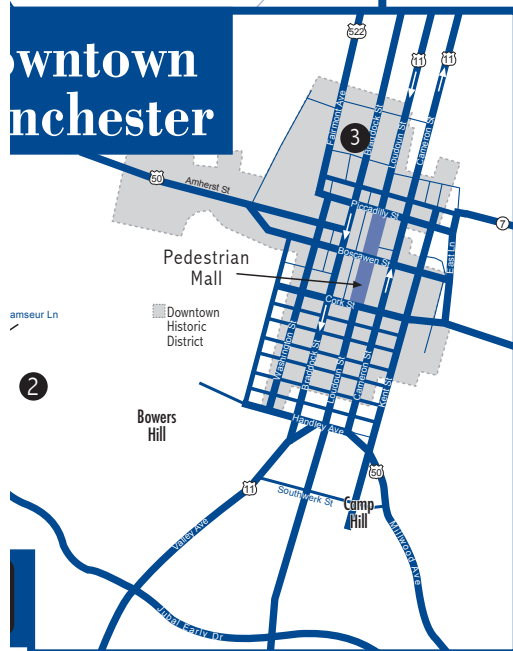 owntown
nchester
522
11
11
Fairmont Ave
Braddock St
Loudoun St
Cameron St
3
50
Amherst St
Piccadilly St
7
Boscawen St
East Ln
Pedestrian
Mall
Cork St
amseur Ln
Downtown
Historic
District
Washington St
Braddock St
Loudoun St
Cameron St
Kent St
2
Bowers
Hill
Handley Ave
50
11
Southwerk St
Camp
Hill
Valley Ave
Millwood Ave
Jubal Early Dr